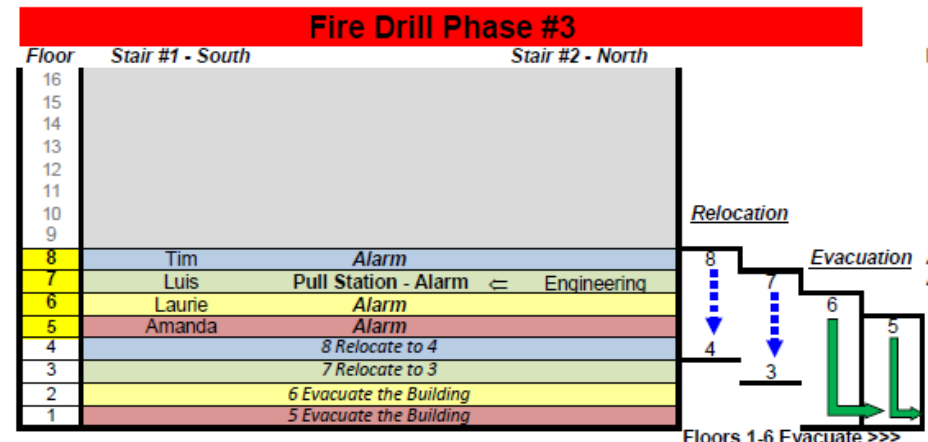 Fire Drill Phase #3
Floor Stair #1 - South Stair #2 - North
16
15
14
13
12
11
10 Relocation
9
8 Tim Alarm 8 Evacuation
7 Luis Pull Station - Alarm ⇐ Engineering 7
6 Laurie Alarm 6
5 Amanda Alarm 5
4 8 Relocate to 4 4
3 7 Relocate to 3 3
2 6 Evacuate the Building
1 5 Evacuate the Building
Floors 1-6 Evacuate >>>